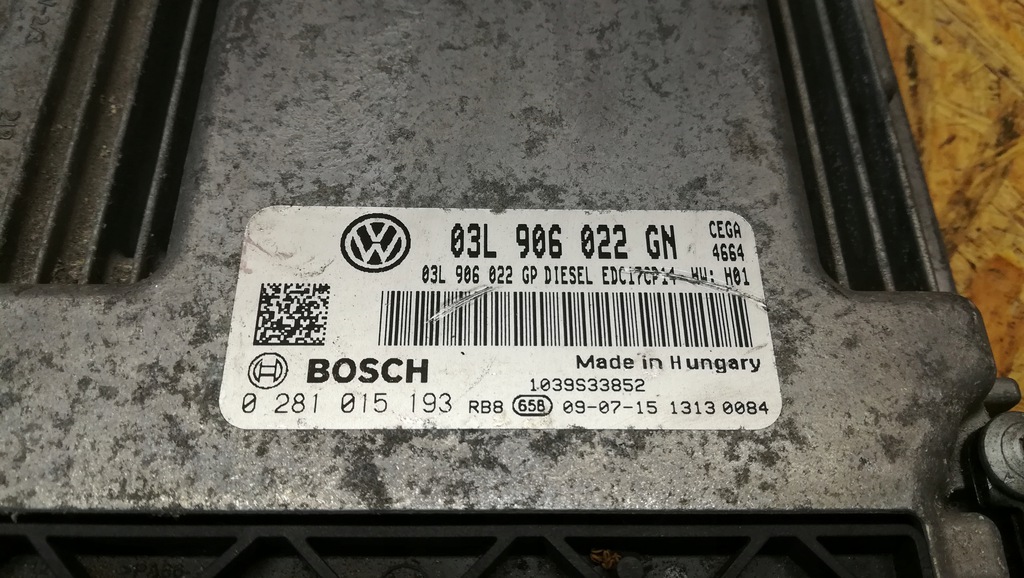 03L 906 022 GN
CEGA
4664
03L 906 022 GP DIESEL EDC17CP14 HW: H01
BOSCH
Made in Hungary
1039S33852
0 281 015 193 RB8 658 09-07-15 1313 0084